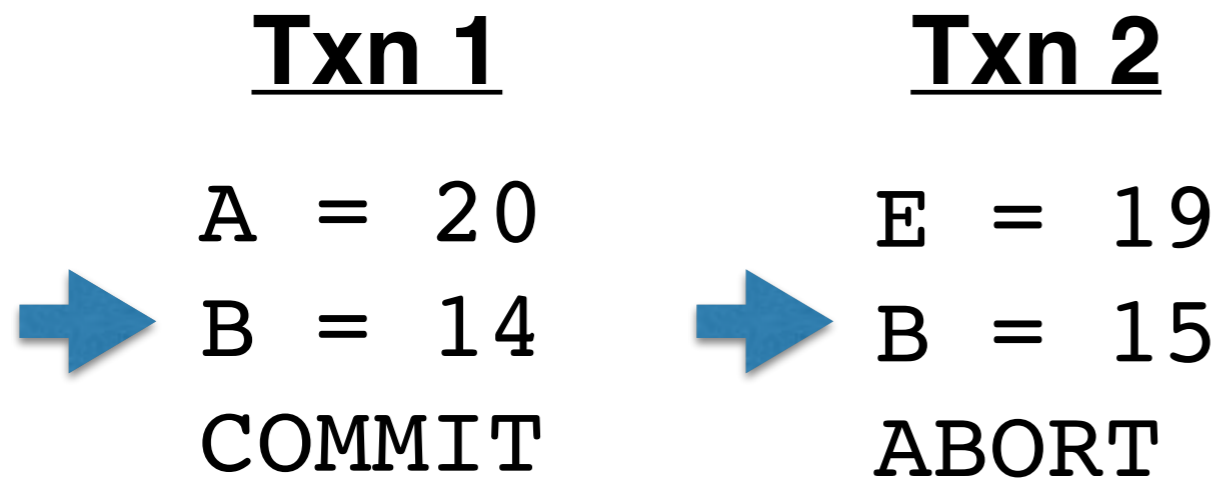 Txn 1
A = 20
B = 14
COMMIT
Txn 2
E = 19
B = 15
ABORT